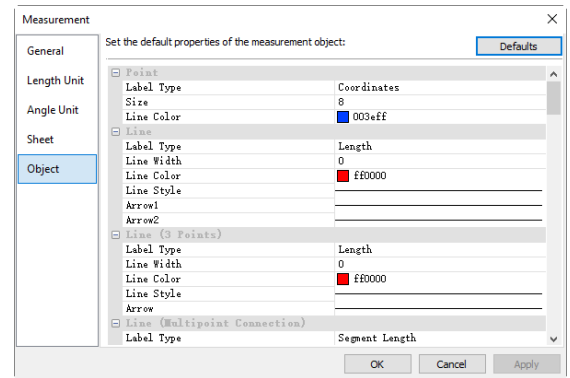 Measurement
General
Length Unit
Angle Unit
Sheet
Object
Set the default properties of the measurement object:
Defaults
Point
Label Type Coordinates
Size 8
Line Color 003eff
Line
Label Type Length
Line Width 0
Line Color ff0000
Line Style
Arrow1
Arrow2
Line (3 Points)
Label Type Length
Line Width 0
Line Color ff0000
Line Style
Arrow
Line (Multipoint Connection)
Label Type Segment Length
OK Cancel Apply